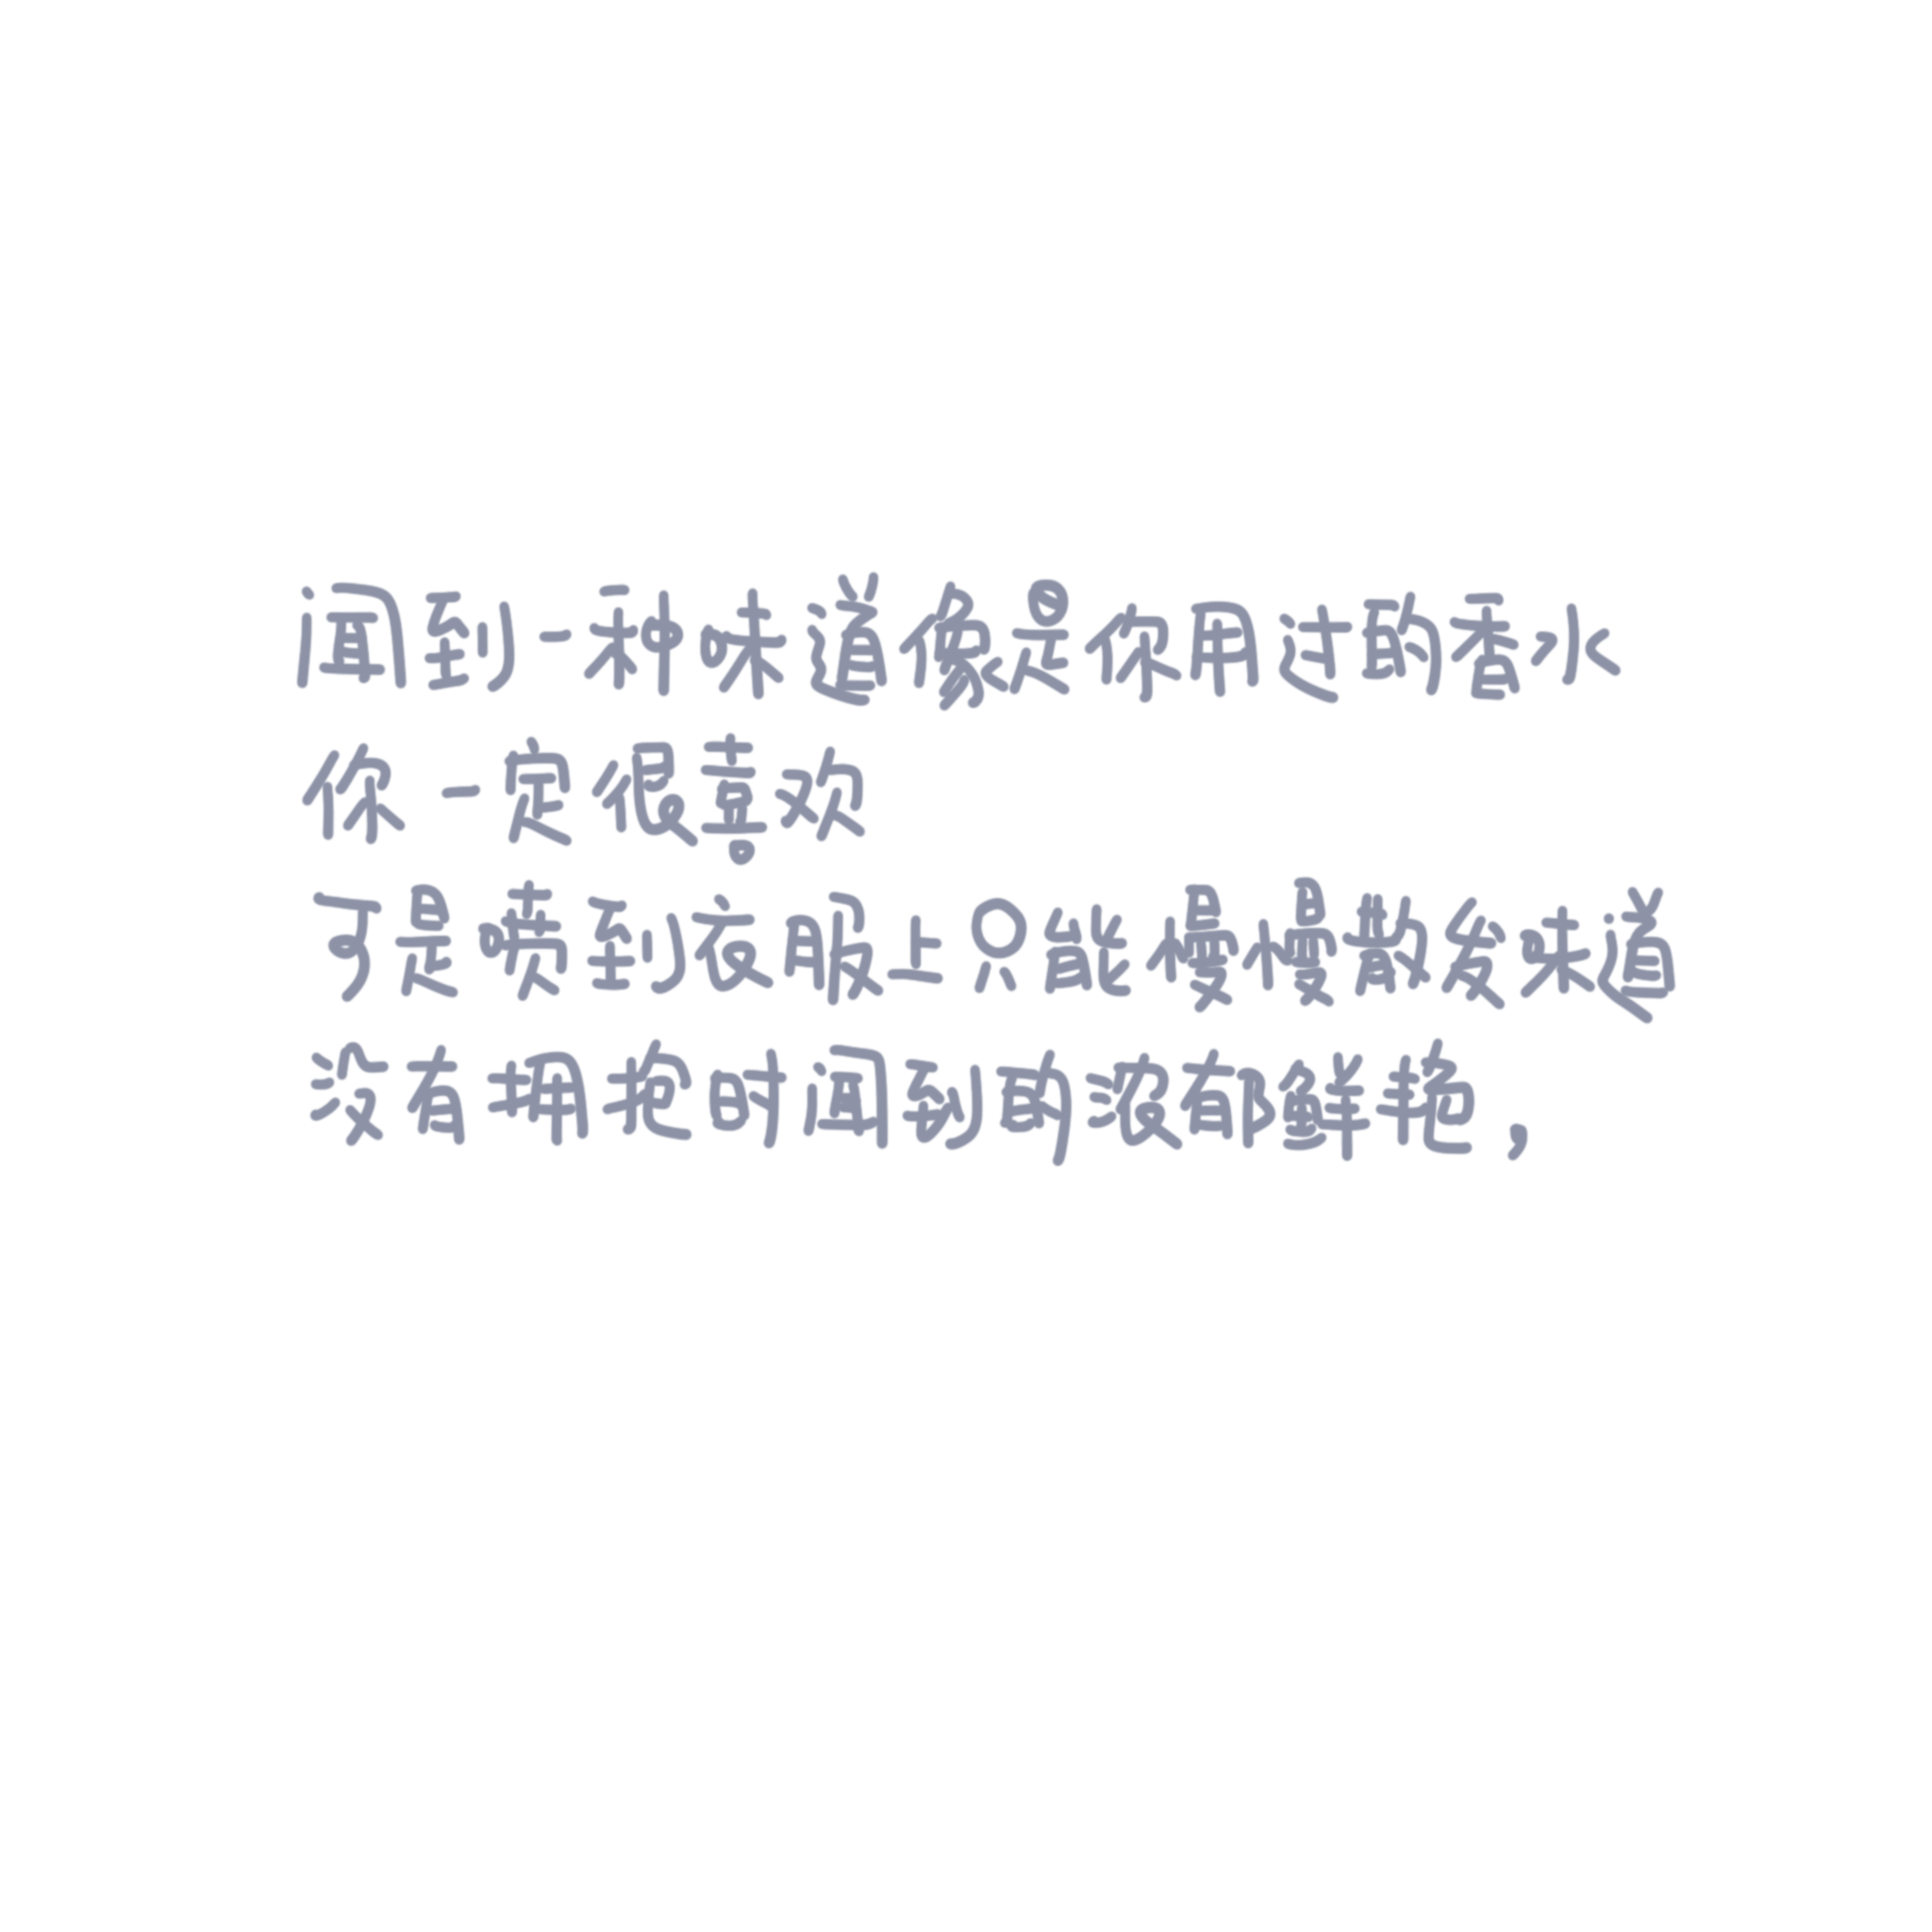 闻到一种味道像是你用过的香水
你一定很喜欢
可是喷到衣服上只能慢慢散发味道
没有拥抱时闻到的浓郁鲜艳，